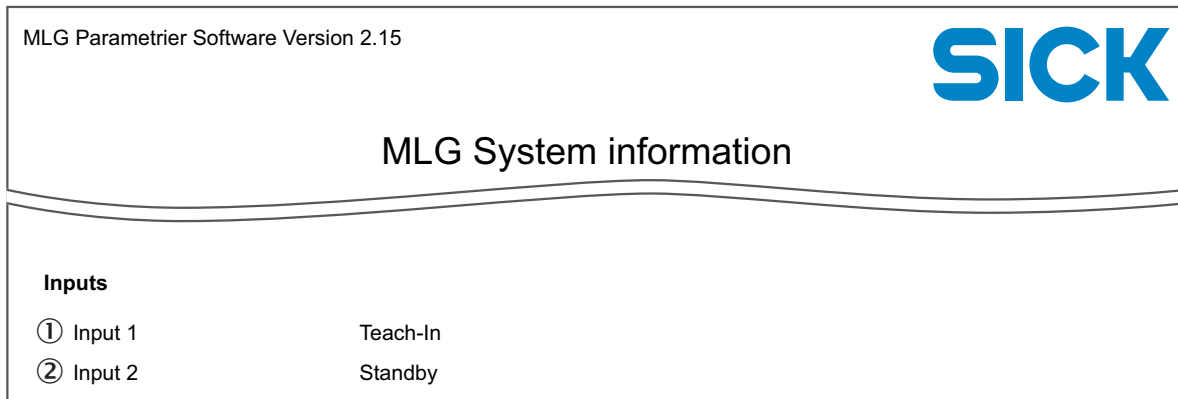 MLG Parametrier Software Version 2.15
SICK
MLG System information
Inputs
① Input 1 Teach-In
② Input 2 Standby